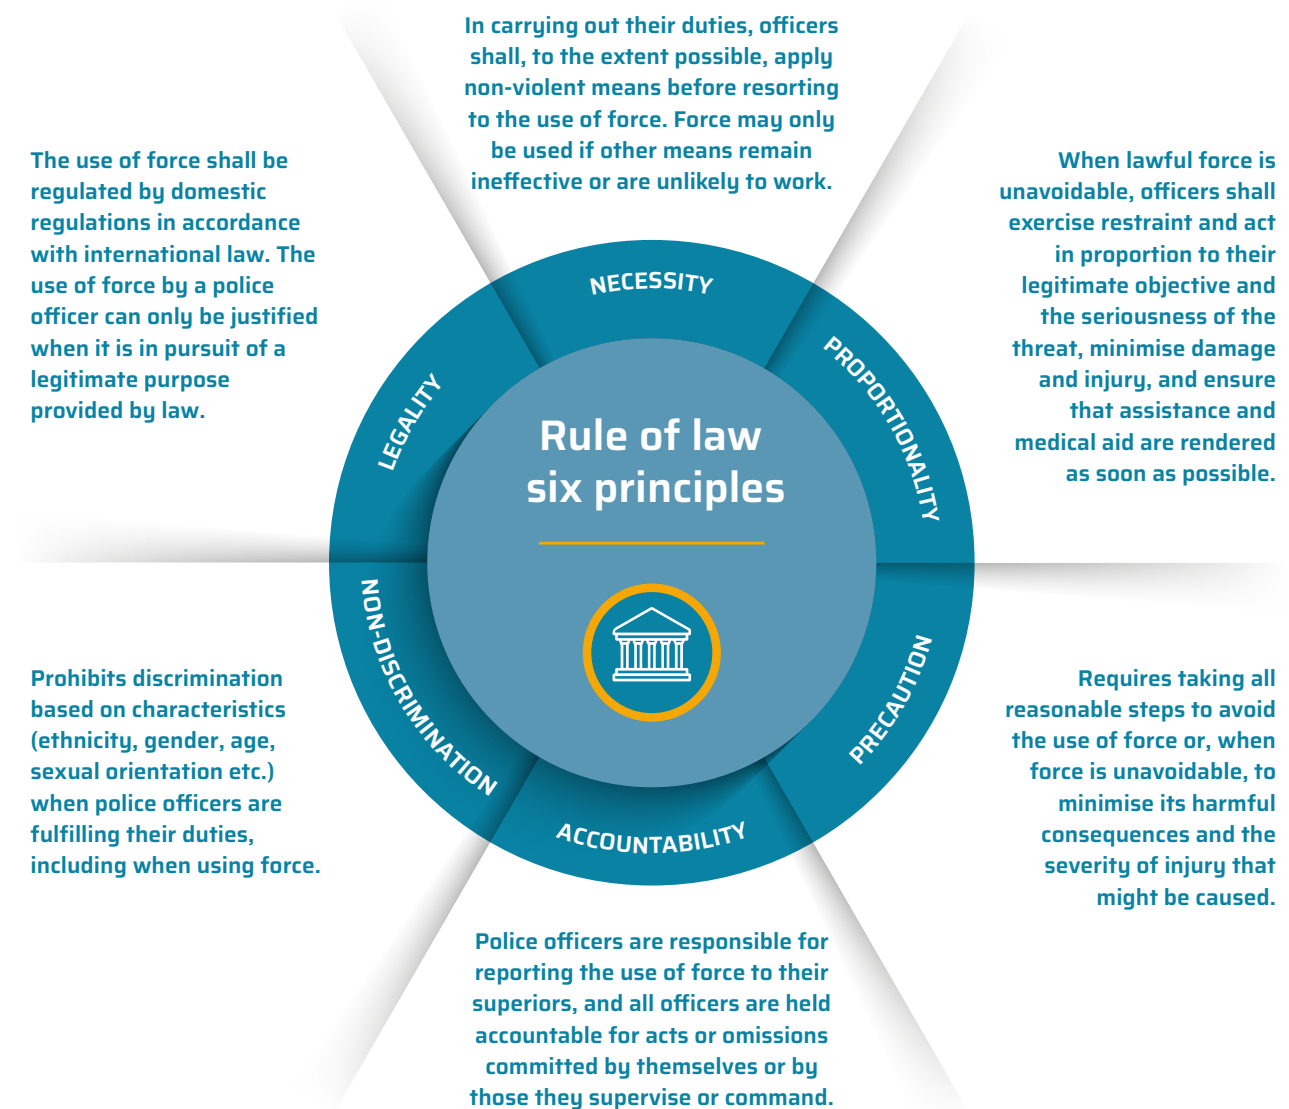 Rule of law
six principles
NECESSITY
In carrying out their duties, officers
shall, to the extent possible, apply
non-violent means before resorting
to the use of force. Force may only
be used if other means remain
ineffective or are unlikely to work.
PROPORTIONALITY
When lawful force is
unavoidable, officers shall
exercise restraint and act
in proportion to their
legitimate objective and
the seriousness of the
threat, minimise damage
and injury, and ensure
that assistance and
medical aid are rendered
as soon as possible.
PRECAUTION
Requires taking all
reasonable steps to avoid
the use of force or, when
force is unavoidable, to
minimise its harmful
consequences and the
severity of injury that
might be caused.
ACCOUNTABILITY
Police officers are responsible for
reporting the use of force to their
superiors, and all officers are held
accountable for acts or omissions
committed by themselves or by
those they supervise or command.
NON-DISCRIMINATION
Prohibits discrimination
based on characteristics
(ethnicity, gender, age,
sexual orientation etc.)
when police officers are
fulfilling their duties,
including when using force.
LEGALITY
The use of force shall be
regulated by domestic
regulations in accordance
with international law. The
use of force by a police
officer can only be justified
when it is in pursuit of a
legitimate purpose
provided by law.